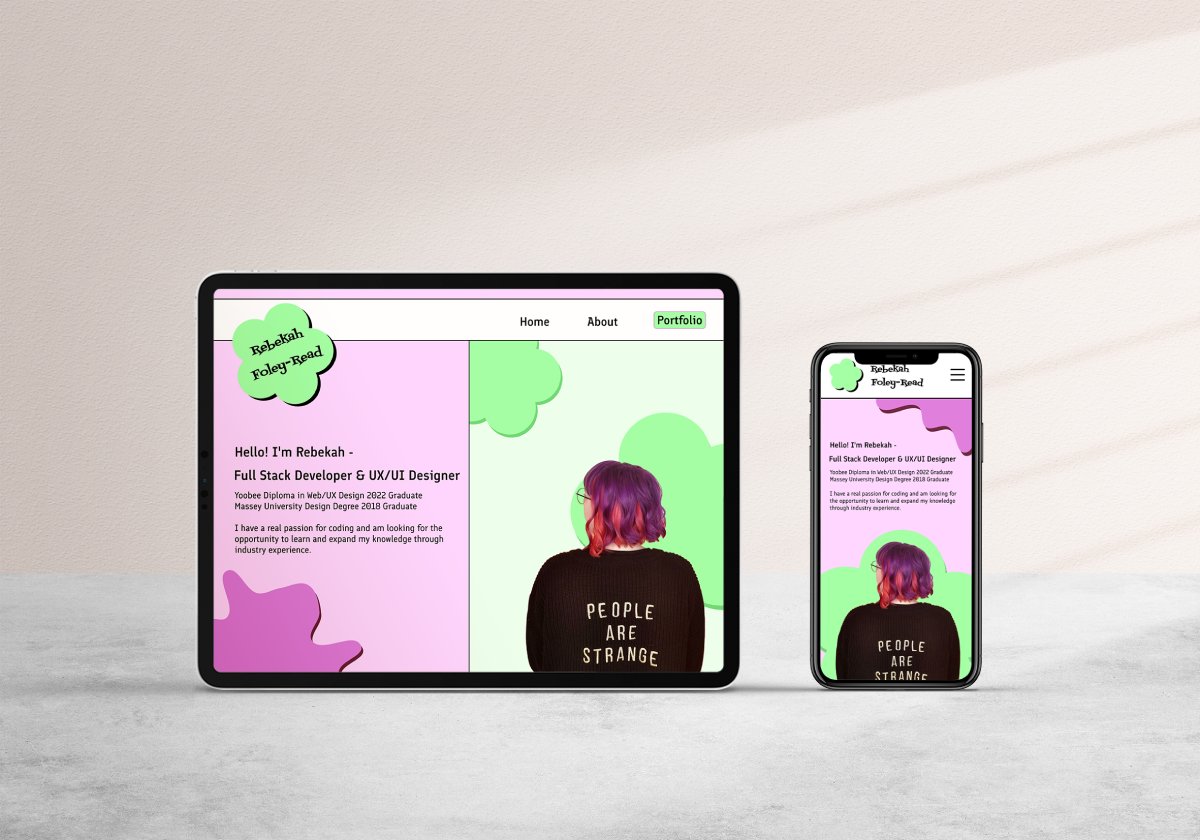 Rebekah
Foley-Read
Home
About
Portfolio
Hello! I'm Rebekah -
Full Stack Developer & UX/UI Designer
Yoobee Diploma in Web/UX Design 2022 Graduate
Massey University Design Degree 2018 Graduate
I have a real passion for coding and am looking for the
opportunity to learn and expand my knowledge through
industry experience.
PEOPLE
ARE
STRANGE
Rebekah
Foley-Read
Hello! I'm Rebekah -
Full Stack Developer & UX/UI Designer
Yoobee Diploma in Web/UX Design 2022 Graduate
Massey University Design Degree 2018 Graduate
I have a real passion for coding and am looking for
the opportunity to learn and expand my knowledge
through industry experience.
PEOPLE
ARE
STRANGE